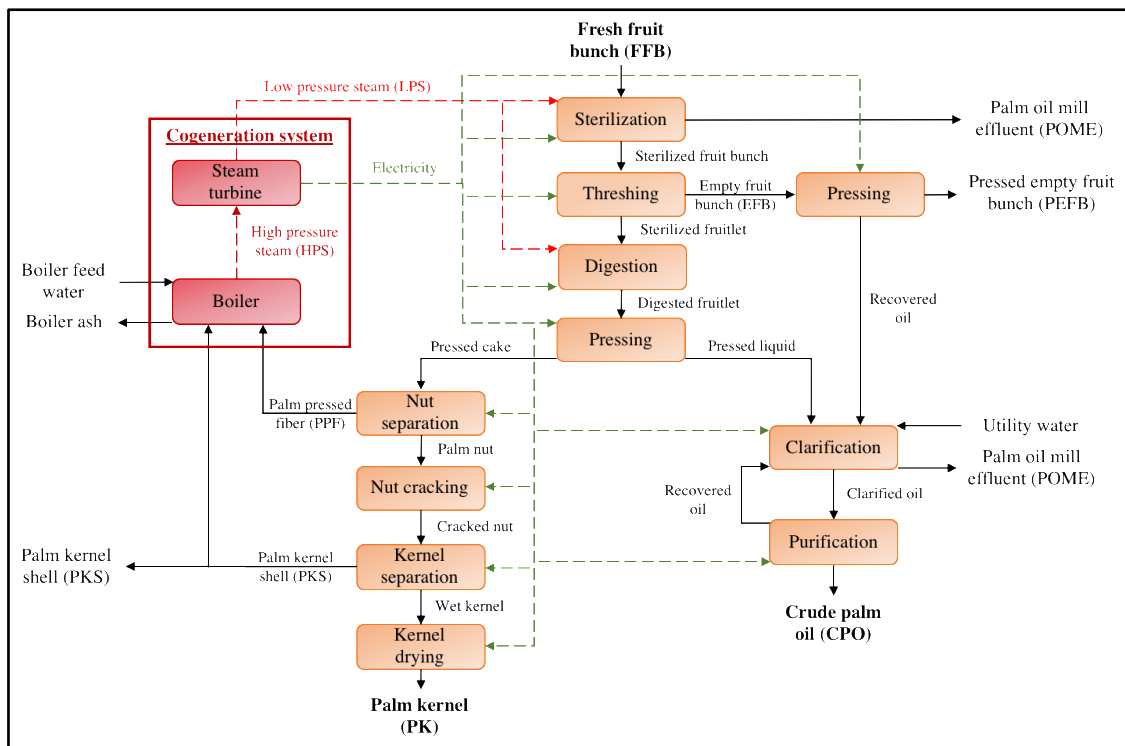 Fresh fruit
bunch (FFB)
Low pressure steam (LPS)
Cogeneration system
Sterilization
Palm oil mill
effluent (POME)
Steam
turbine
Electricity
Sterilized fruit bunch
Threshing
Empty fruit
bunch (EFB)
Pressing
Pressed empty fruit
bunch (PEFB)
High pressure
steam (HPS)
Sterilized fruitlet
Digestion
Boiler feed
water
Boiler
Boiler ash
Digested fruitlet
Recovered
oil
Pressing
Pressed cake
Pressed liquid
Palm pressed
fiber (PPF)
Nut
separation
Palm nut
Utility water
Clarification
Palm oil mill
effluent (POME)
Nut cracking
Recovered
oil
Clarified oil
Cracked nut
Palm kernel
shell (PKS)
Palm kernel
shell (PKS)
Kernel
separation
Purification
Wet kernel
Kernel
drying
Crude palm
oil (CPO)
Palm kernel
(PK)